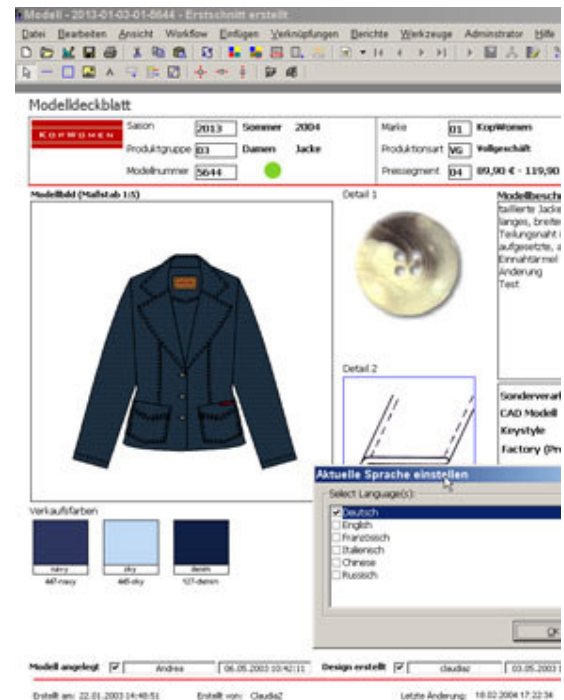 Modell - 2013-01-03-01-5644 - Erstschnitt erstellt
Datei Bearbeiten Ansicht Workflow Einfügen Verknüpfungen Berichte Werkzeuge Adminstrator Hilfe
Modelldeckblatt
KopWomen
Saison 2013 Sommer 2004
Marke 01 KopWomen
Produktgruppe 03 Damen Jacke
Produktionsart VG Vollgeschäft
Modellnummer 5644
Preissegment 04 89,90 € - 119,90
Modellbild (Maßstab 1:5)
Detail 1
Modellbesch
taillierte Jacke
langes, breite
Teilungsnaht
aufgesetzte, a
Einnahtärmel
Änderung
Test
Detail 2
Sonderverar
CAD Modell
Keystyle
Factory (Pr
Aktuelle Sprache einstellen
Select Language(s):
Deutsch
English
Französisch
Italienisch
Chinese
Russisch
OK
Verkaufsfarben
navy
sky
denim
447-navy
445-sky
127-denim
Modell angelegt Andrea 06.05.2003 10:42:11 Design erstellt claudiaz 03.05.2003 1
Erstellt am: 22.01.2003 14:48:51 Erstellt von: ClaudiaZ Letzte Änderung: 18.02.2004 17:22:34